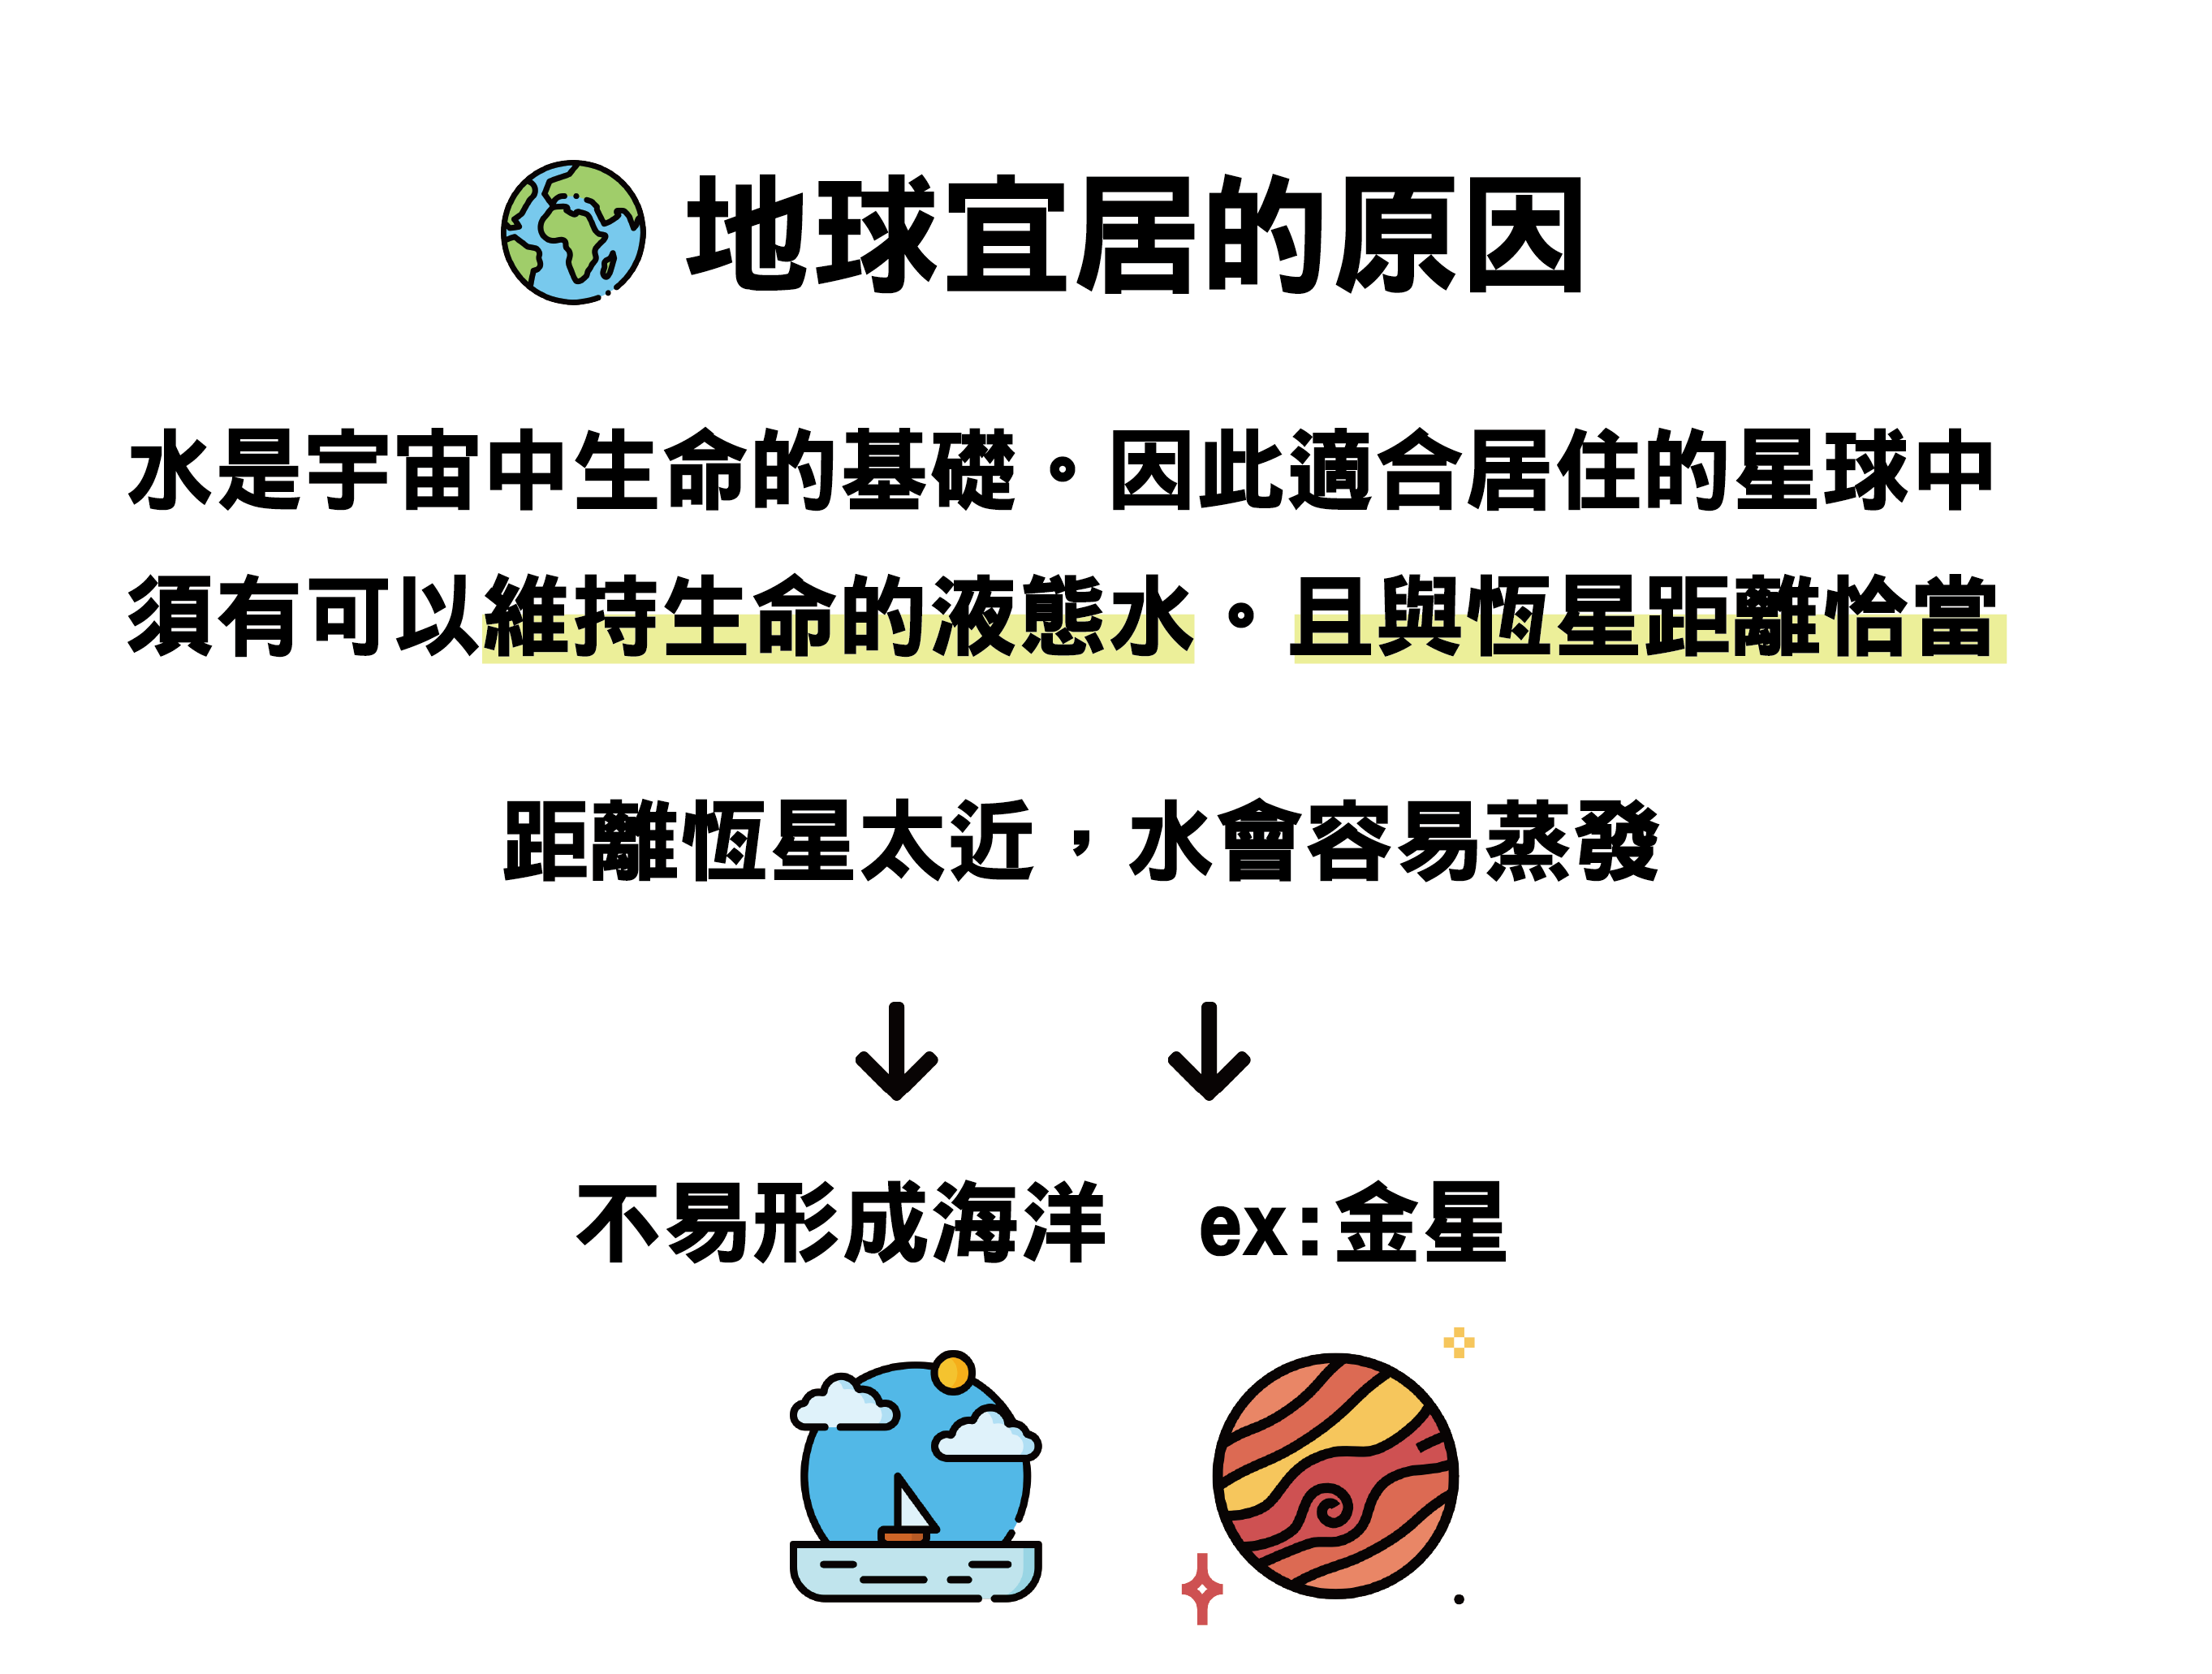 地球宜居的原因
水是宇宙中生命的基礎。因此適合居住的星球中
須有可以維持生命的液態水。且與恆星距離恰當
距離恆星太近，水會容易蒸發
不易形成海洋 ex:金星